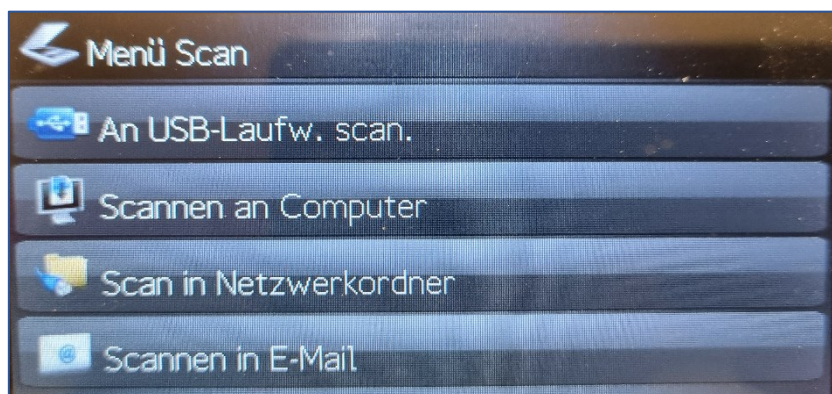 Menü Scan
An USB-Laufw. scan.
Scannen an Computer
Scan in Netzwerkordner
Scannen in E-Mail